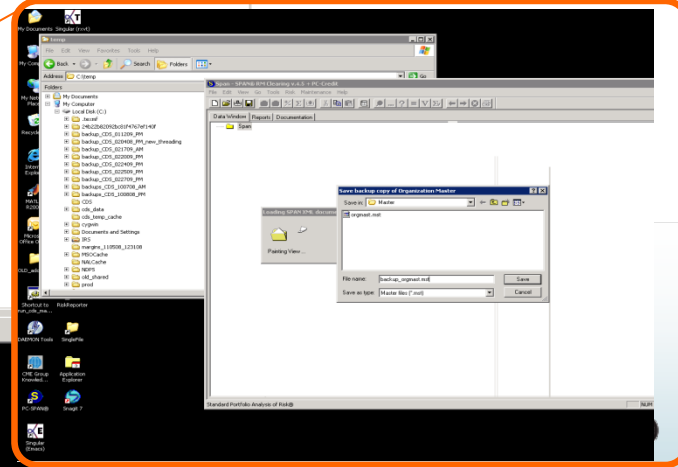 My Documents Singular (rxvt)
temp
File Edit View Favorites Tools Help
Back Search Folders
Address C:\temp Go
Folders
My Documents
My Computer
Local Disk (C:)
backup_CDS_011209_PM
backup_CDS_020408_PM_new_threading
backup_CDS_021709_AM
backup_CDS_022009_PM
backup_CDS_022409_PM
backup_CDS_022509_PM
backup_CDS_022709_PM
backups_CDS_100708_AM
backups_CDS_100808_PM
CDS
cds_data
cds_temp_cache
cygwin
Documents and Settings
IRS
margins_110508_123108
MSOCache
NALCache
NDPS
old_shared
prod
Span - SPAN® RM Clearing v.4.0 + PC-Credit
File Edit View Go Tools Risk Maintenance Help
Data Window Reports Documentation
Span
Loading SPAN XML document
Painting View ...
Save backup copy of Organization Master
Save in: Master
orgmast.mst
File name: backup_orgmast.mst Save
Save as type: Master files (*.mst) Cancel
Shortcut to RiskReporter
run_cds_ma...
DAEMON Tools SingleFile
CME Group Application
Knowled... Explorer
PC-SPAN® SnagIt 7
Singular
(Emacs)
Standard Portfolio Analysis of Risk® NUM